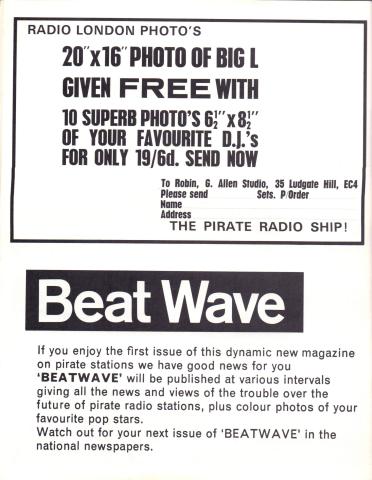 RADIO LONDON PHOTO'S
20"x16" PHOTO OF BIG L
GIVEN FREE WITH
10 SUPERB PHOTO'S 6½" x 8½"
OF YOUR FAVOURITE D.J.'s
FOR ONLY 19/6d. SEND NOW
To Robin, G. Allen Studio, 35 Ludgate Hill, EC4
Please send Sets. P/Order
Name
Address
THE PIRATE RADIO SHIP!
Beat Wave
If you enjoy the first issue of this dynamic new magazine
on pirate stations we have good news for you
'BEATWAVE' will be published at various intervals
giving all the news and views of the trouble over the
future of pirate radio stations, plus colour photos of your
favourite pop stars.
Watch out for your next issue of 'BEATWAVE' in the
national newspapers.